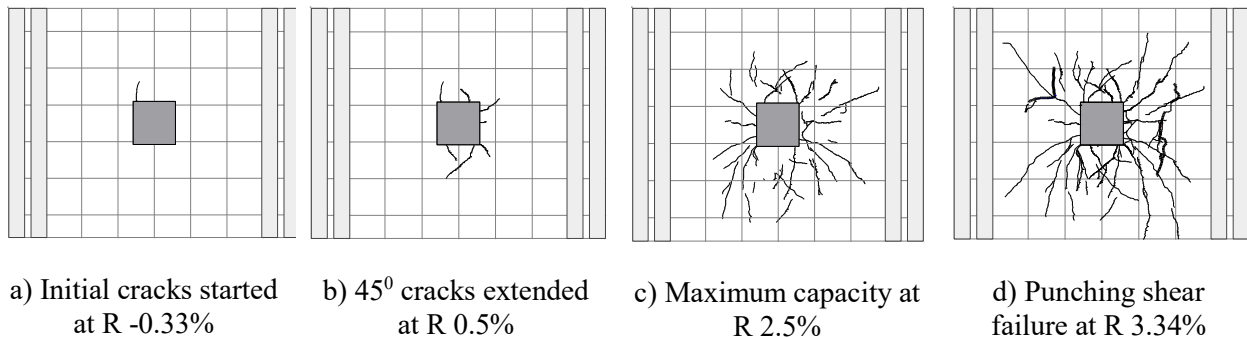 a) Initial cracks started
at R -0.33%
b) 45⁰ cracks extended
at R 0.5%
c) Maximum capacity at
R 2.5%
d) Punching shear
failure at R 3.34%